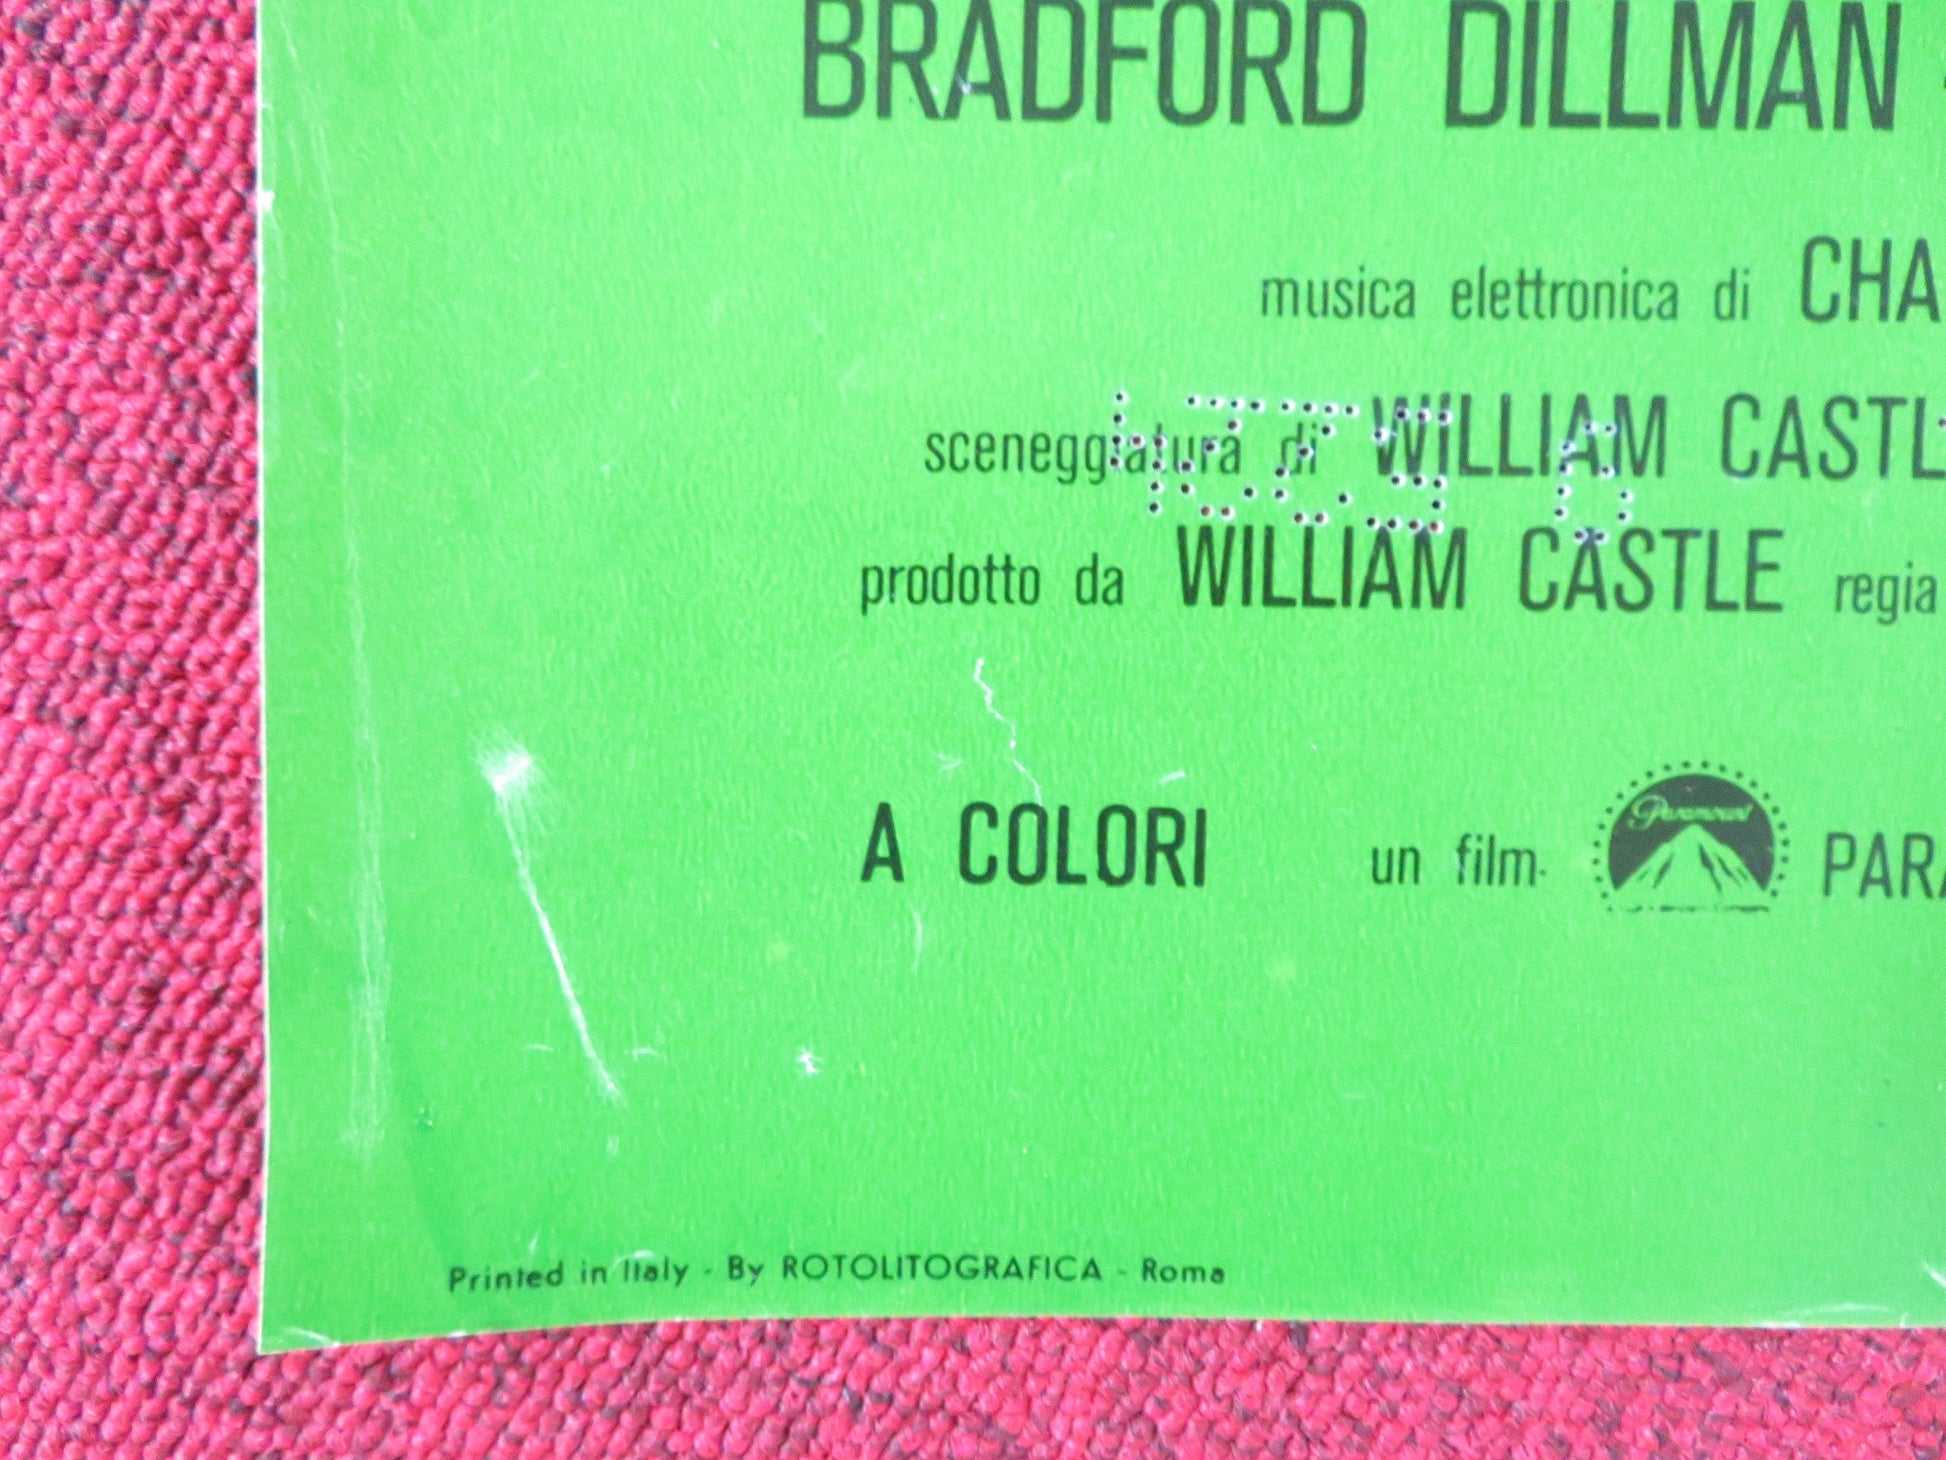 BRADFORD DILLMAN
musica elettronica di CHA
sceneggiatura di WILLIAM CASTL
prodotto da WILLIAM CASTLE regia
A COLORI un film Paramount PARA
Printed in Italy - By ROTOLITOGRAFICA - Roma